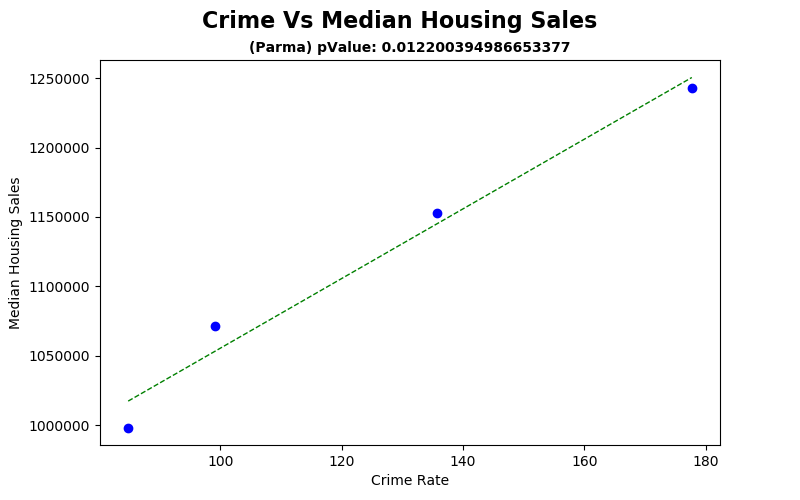 Crime Vs Median Housing Sales
(Parma) pValue: 0.012200394986653377
1250000
1200000
1150000
1100000
1050000
1000000
Median Housing Sales
100 120 140 160 180
Crime Rate